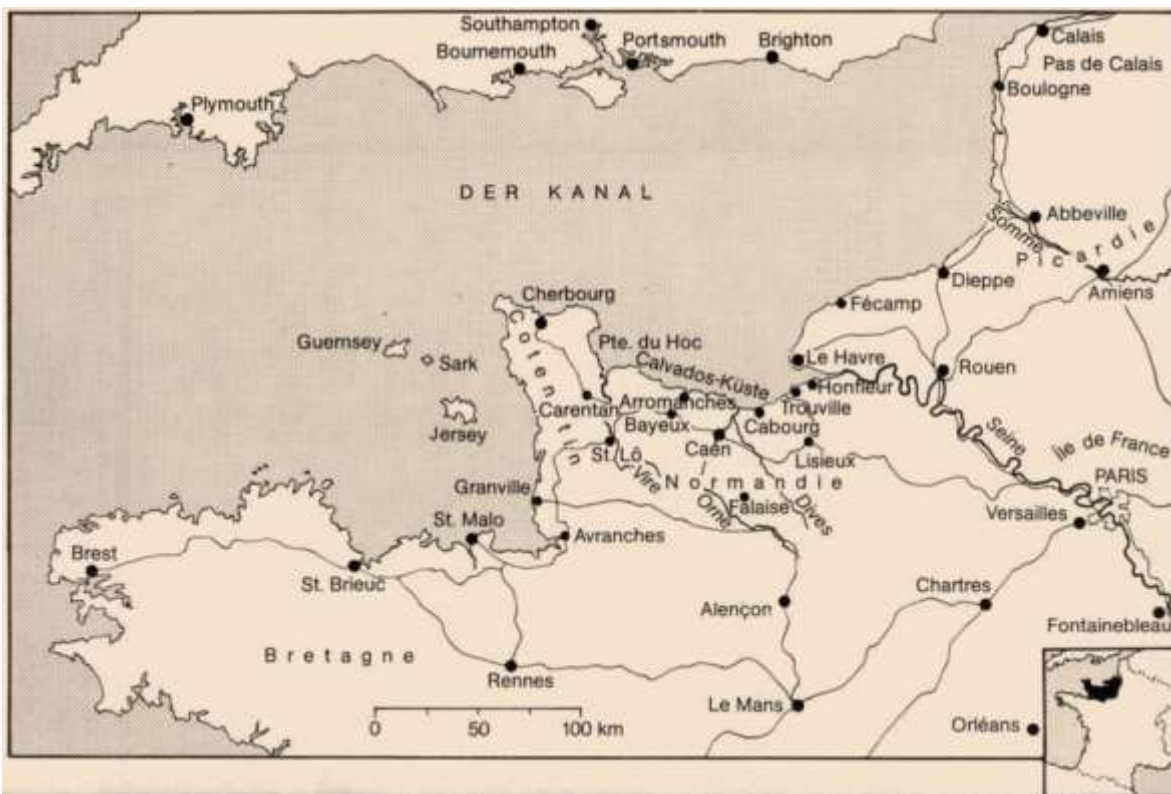 Southampton
Portsmouth
Brighton
Calais
Bournemouth
Pas de Calais
Boulogne
Plymouth
DER KANAL
Abbeville
Somme
Picardie
Dieppe
Amiens
Cherbourg
Fécamp
Cotentin
Guernsey
Sark
Pte. du Hoc
Calvados-Küste
Le Havre
Rouen
Honfleur
Jersey
Carentan
Arromanches
Trouville
Bayeux
Cabourg
Seine
St. Lô
Caen
Lisieux
Île de France
Vire
Normandie
PARIS
Granville
Orne
Falaise
Dives
Versailles
St. Malo
Avranches
Brest
St. Brieuc
Alençon
Chartres
Fontainebleau
Bretagne
Rennes
Le Mans
Orléans
0 50 100 km